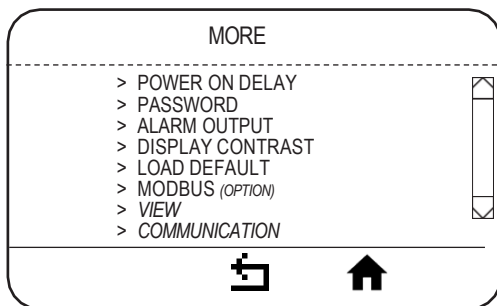 MORE
> POWER ON DELAY
> PASSWORD
> ALARM OUTPUT
> DISPLAY CONTRAST
> LOAD DEFAULT
> MODBUS (OPTION)
> VIEW
> COMMUNICATION